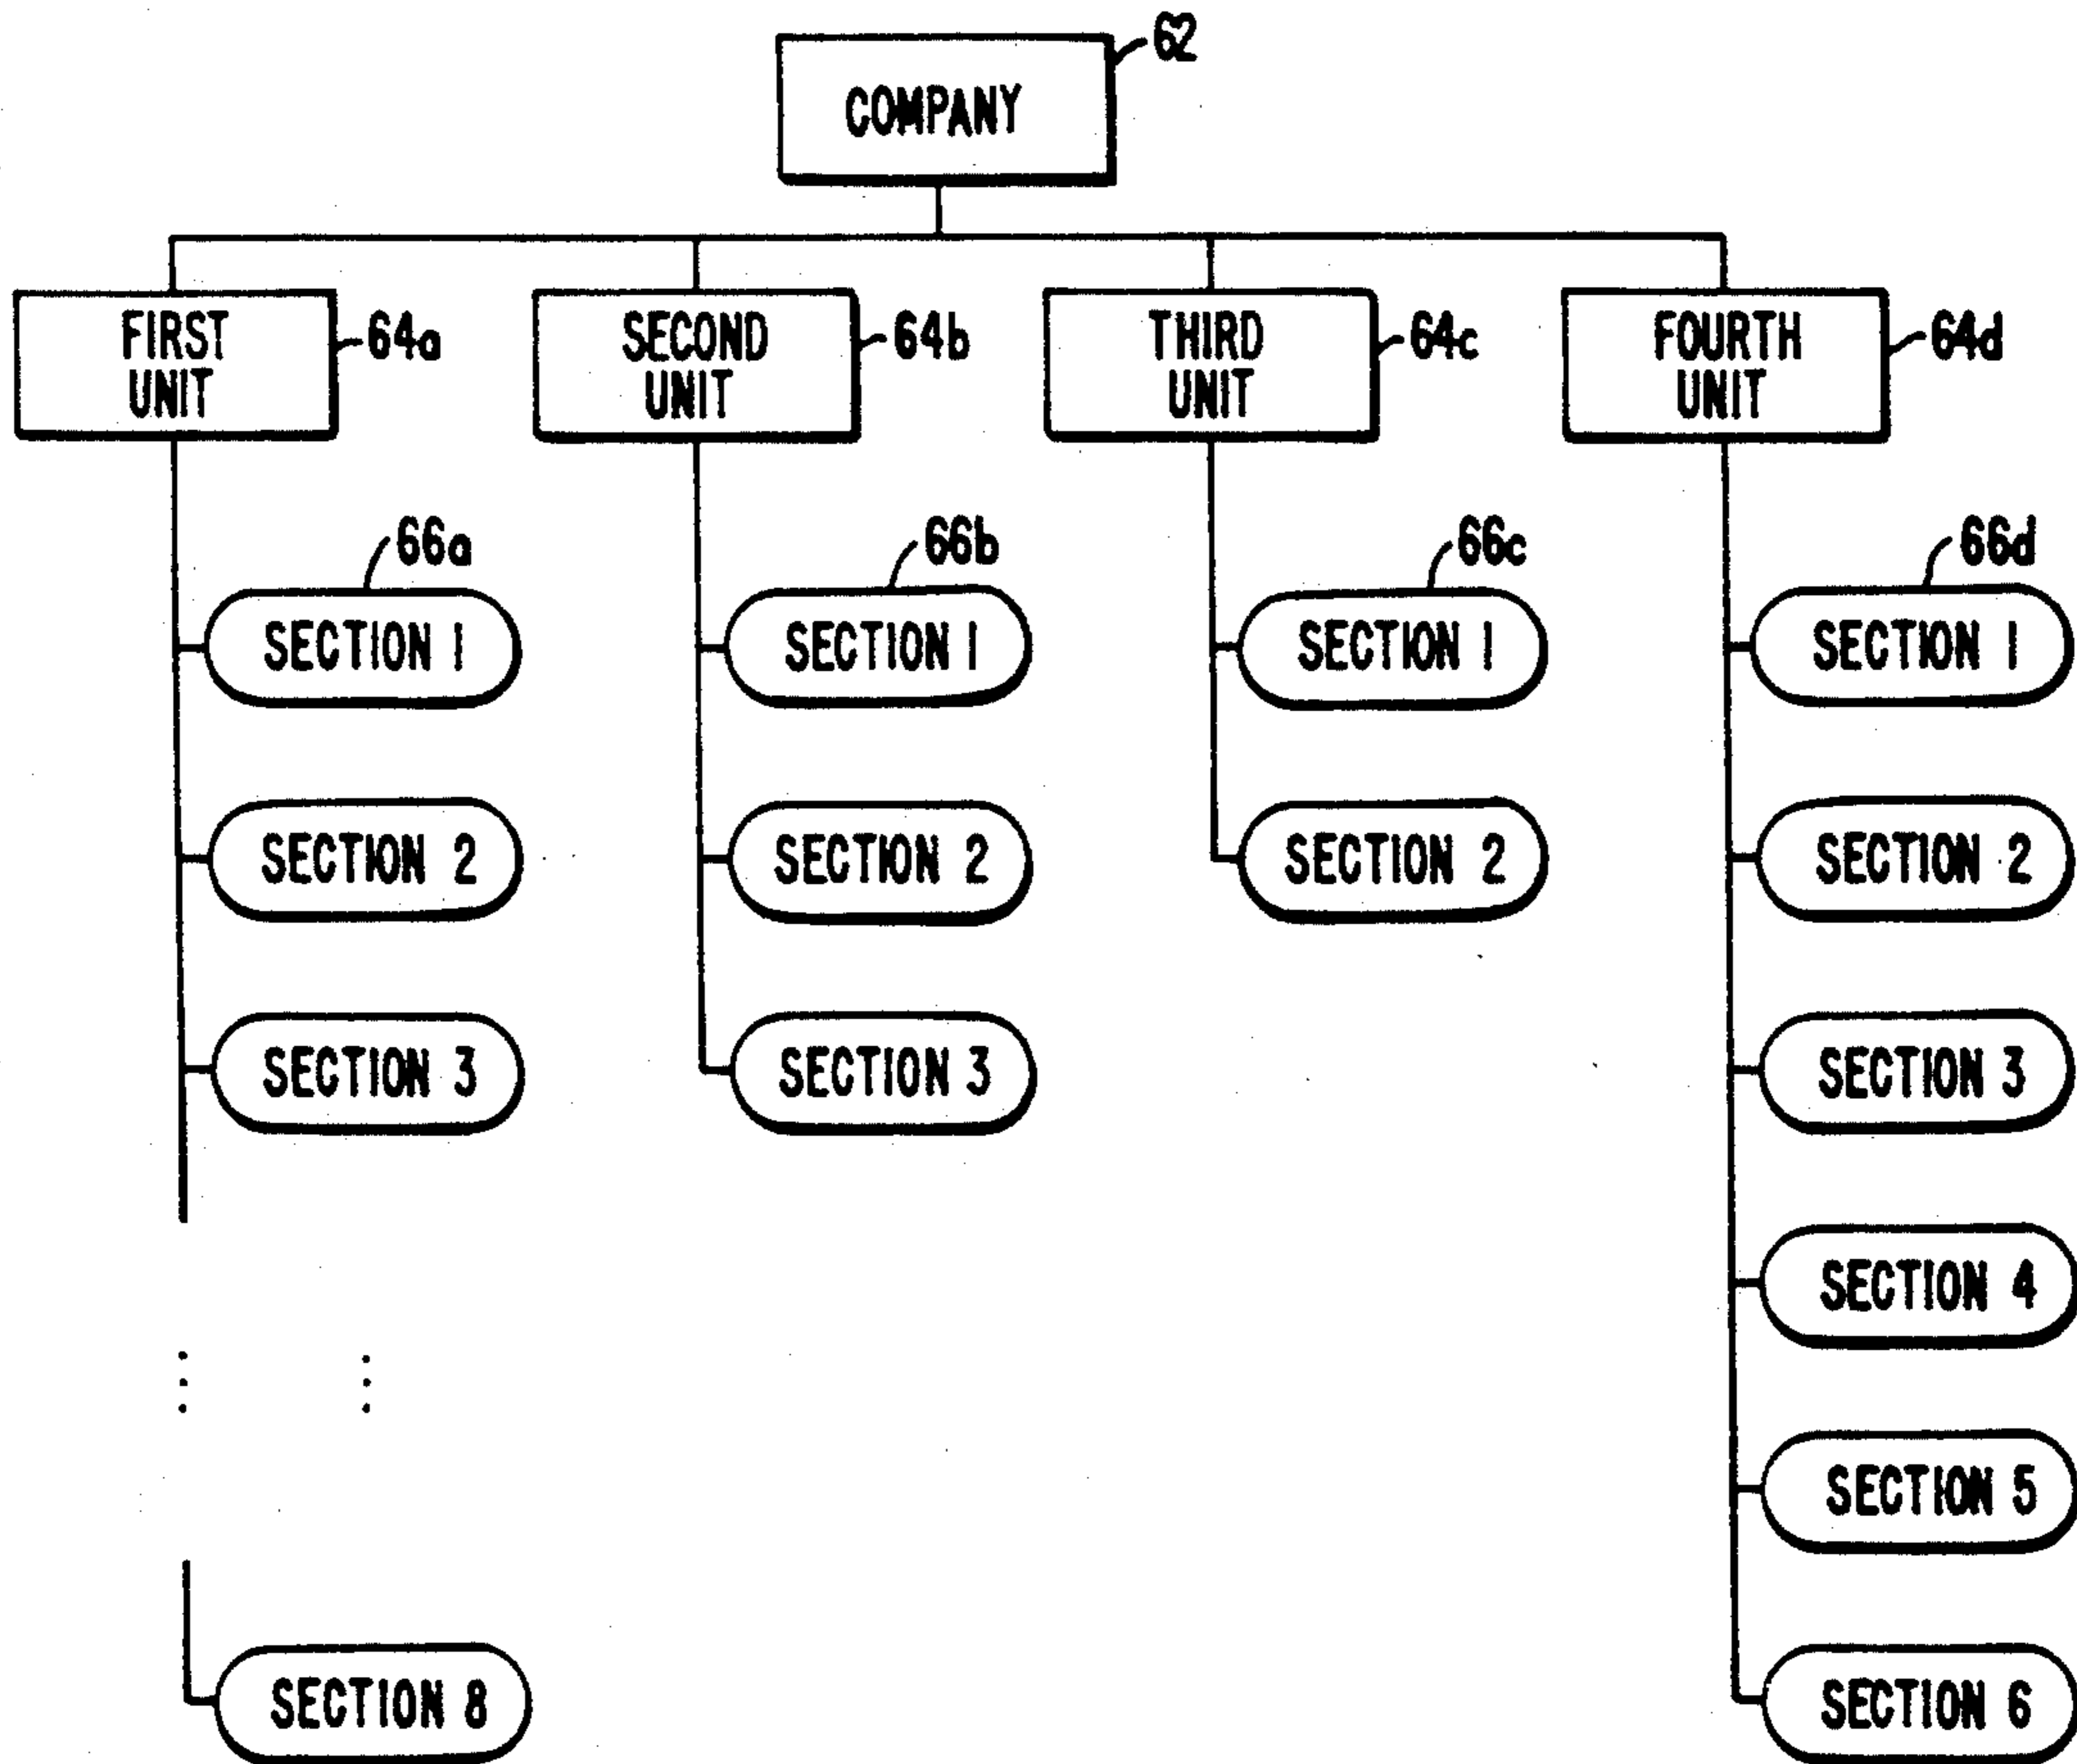 62
COMPANY
FIRST
UNIT
64a
SECOND
UNIT
64b
THIRD
UNIT
64c
FOURTH
UNIT
64d
66a
66b
66c
66d
SECTION 1
SECTION 1
SECTION 1
SECTION 1
SECTION 2
SECTION 2
SECTION 2
SECTION 2
SECTION 3
SECTION 3
SECTION 3
SECTION 4
SECTION 5
SECTION 8
SECTION 6